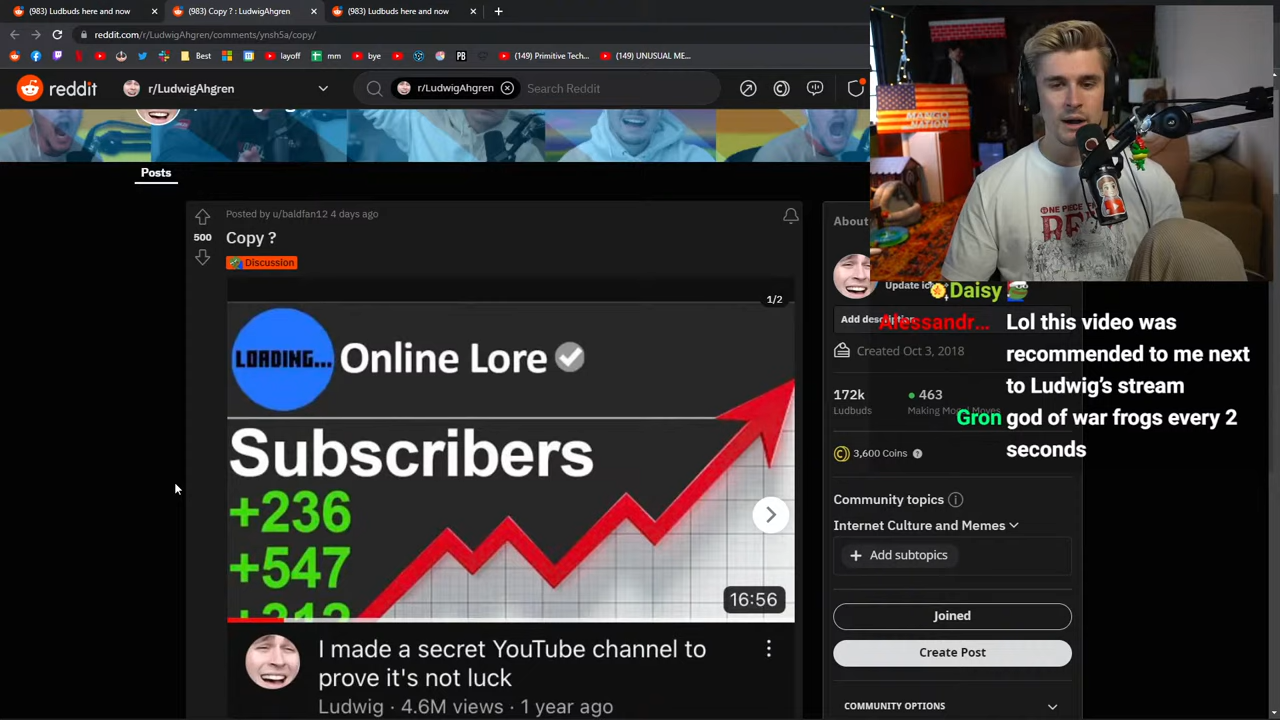 (983) Ludbuds here and now
(983) Copy ? : LudwigAhgren
(983) Ludbuds here and now
reddit.com/r/LudwigAhgren/comments/ynsh5a/copy/
Best
layoff
mm
bye
PB
(149) Primitive Tech...
(149) UNUSUAL ME...
reddit
r/LudwigAhgren
r/LudwigAhgren
Search Reddit
MANGO
NATION
Posts
Posted by u/baldfan12 4 days ago
500
Copy ?
Discussion
1/2
LOADING...
Online Lore
Subscribers
+236
+547
+312
16:56
I made a secret YouTube channel to
prove it's not luck
Ludwig · 4.6M views · 1 year ago
About
Add description
Created Oct 3, 2018
172k
463
Ludbuds
3,600 Coins
Community topics
Internet Culture and Memes
Add subtopics
Joined
Create Post
COMMUNITY OPTIONS
Daisy
Alessandr... Lol this video was
recommended to me next
to Ludwig's stream
Gron god of war frogs every 2
seconds